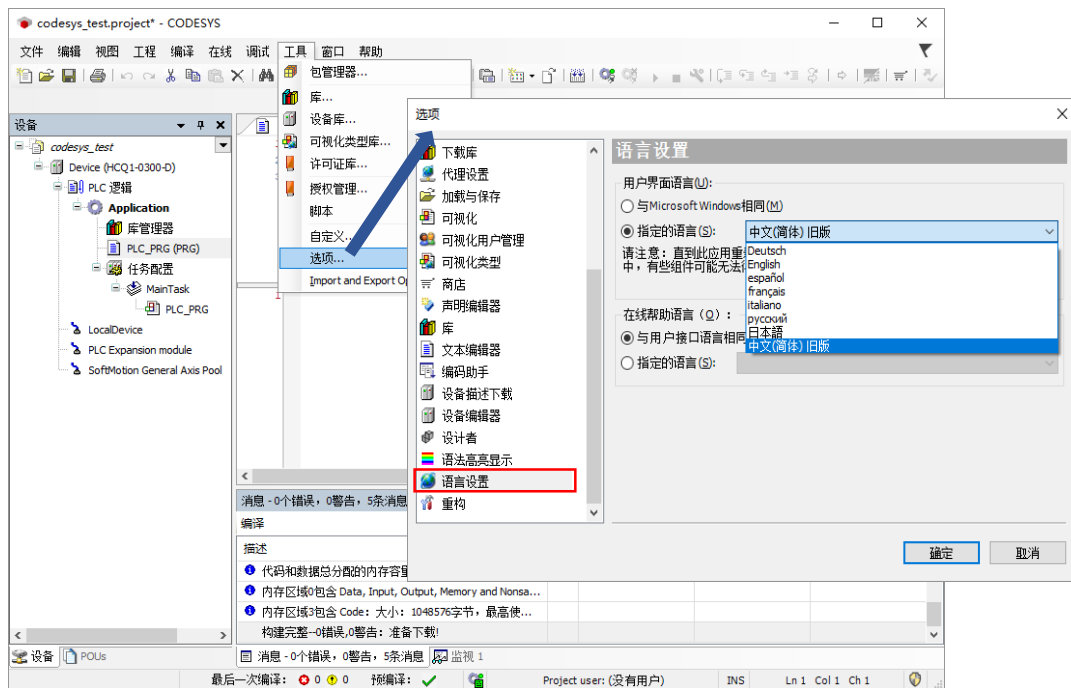 codesys_test.project* - CODESYS
文件 编辑 视图 工程 编译 在线 调试 工具 窗口 帮助
包管理器...
库...
设备库...
可视化类型库...
许可证库...
授权管理...
脚本
自定义...
选项...
Import and Export Op
设备
codesys_test
Device (HCQ1-0300-D)
PLC 逻辑
Application
库管理器
PLC_PRG (PRG)
任务配置
MainTask
PLC_PRG
LocalDevice
PLC Expansion module
SoftMotion General Axis Pool
设备 POUs
选项
下载库
代理设置
加载与保存
可视化
可视化用户管理
可视化类型
商店
声明编辑器
库
文本编辑器
编码助手
设备描述下载
设备编辑器
设计者
语法高亮显示
语言设置
重构
语言设置
用户界面语言(U):
与Microsoft Windows相同(M)
指定的语言(S): 中文(简体) 旧版
请注意：直到此应用重
中，有些组件可能无法
Deutsch
English
español
français
italiano
русский
日本語
中文(简体) 旧版
在线帮助语言（O）：
与用户接口语言相同
指定的语言(S):
确定 取消
消息 - 0个错误，0警告，5条消息
编译
描述
代码和数据总分配的内存容量
内存区域0包含 Data, Input, Output, Memory and Nonsa...
内存区域3包含 Code：大小：1048576字节，最高使...
构建完整--0错误,0警告：准备下载!
消息 - 0个错误，0警告，5条消息 监视 1
最后一次编译： 0 0 预编译： Project user: (没有用户) INS Ln 1 Col 1 Ch 1